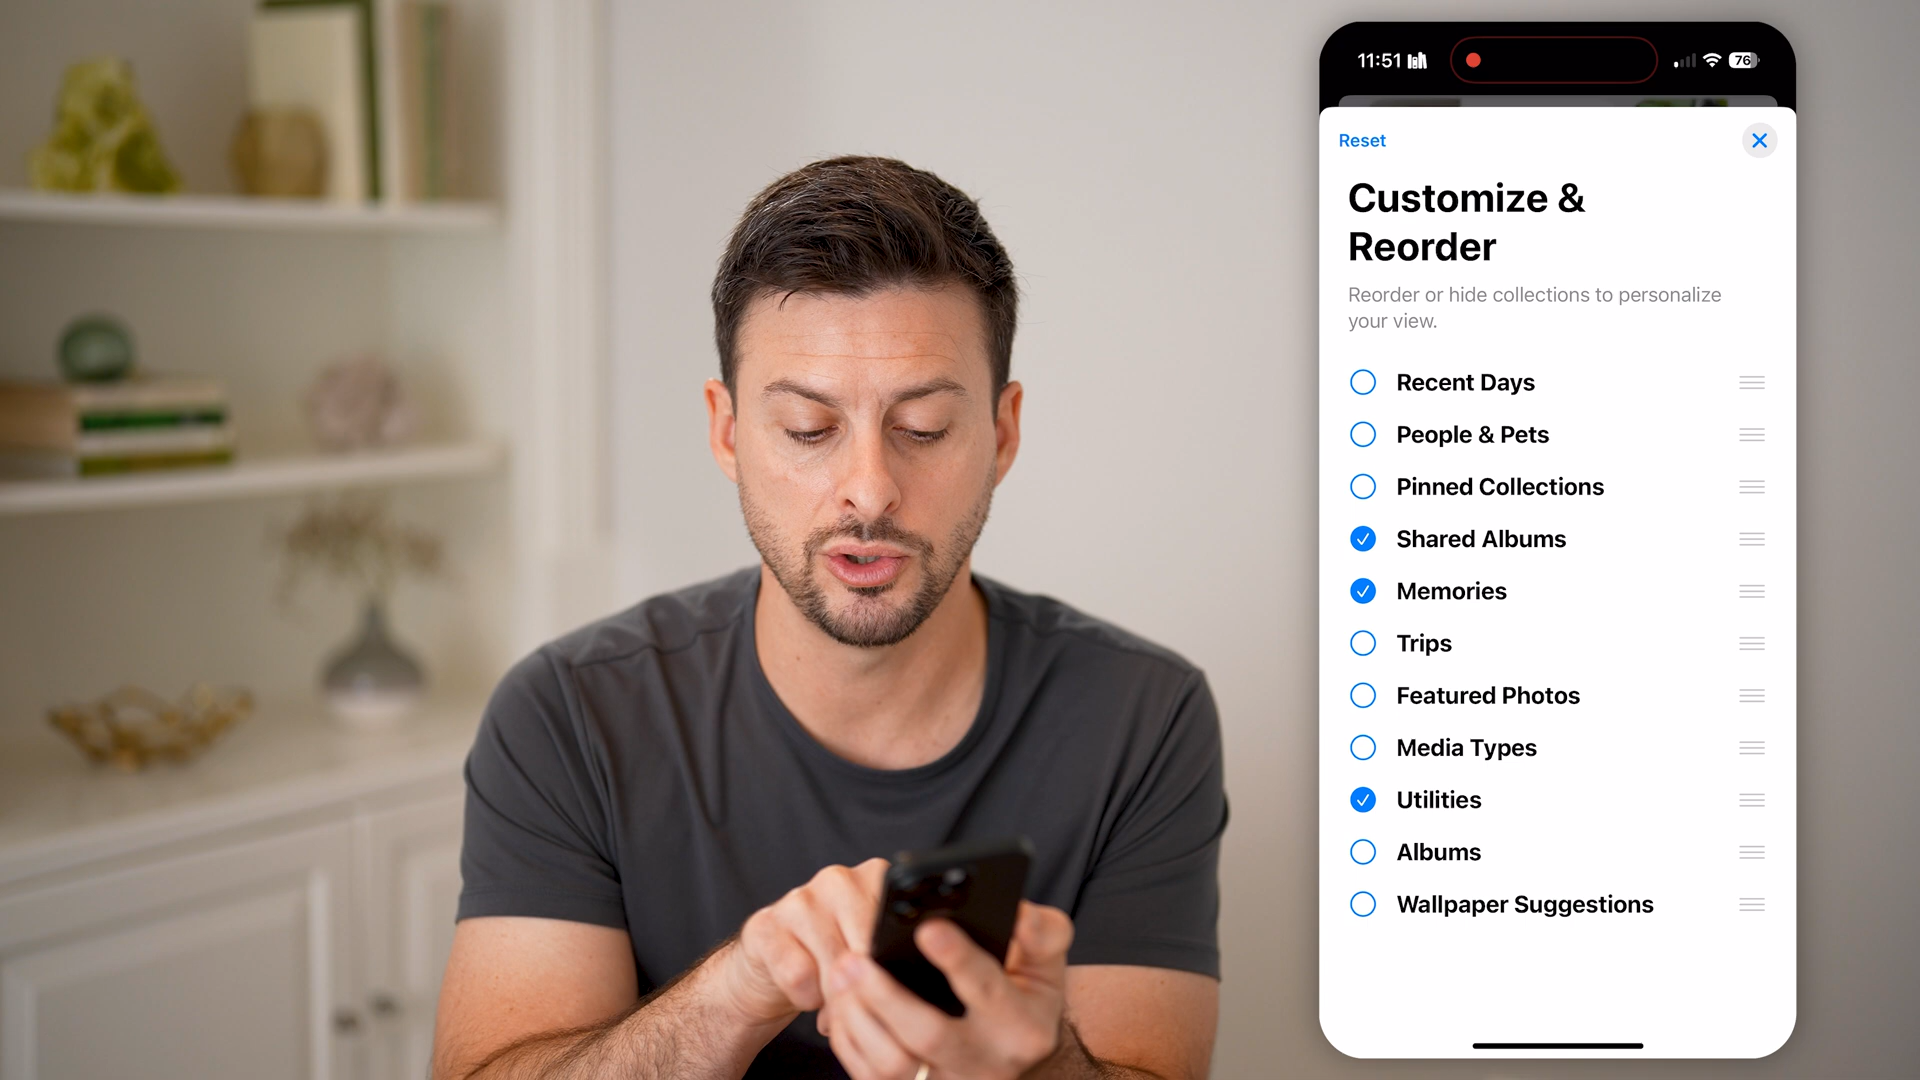 11:51
76
Reset
Customize &
Reorder
Reorder or hide collections to personalize
your view.
Recent Days
People & Pets
Pinned Collections
Shared Albums
Memories
Trips
Featured Photos
Media Types
Utilities
Albums
Wallpaper Suggestions